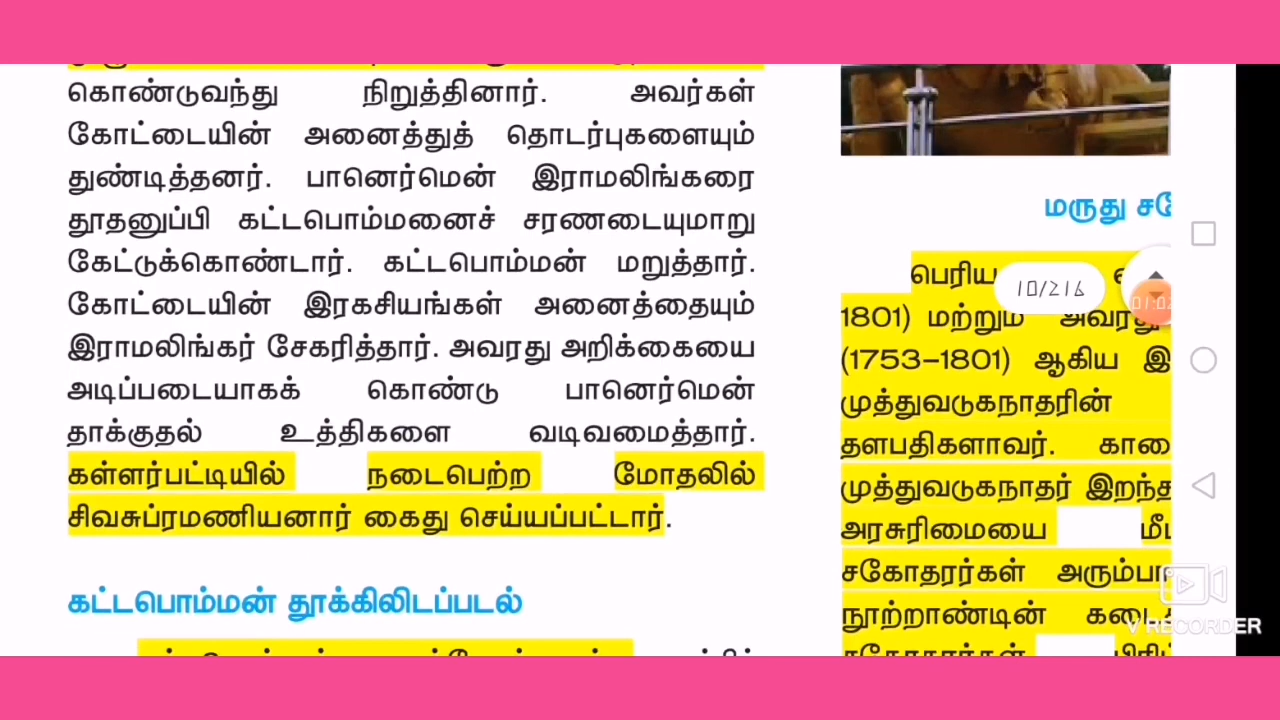 கொண்டுவந்து நிறுத்தினார். அவர்கள்
கோட்டையின் அனைத்துத் தொடர்புகளையும்
துண்டித்தனர். பானெர்மென் இராமலிங்கரை
தூதனுப்பி கட்டபொம்மனைச் சரணடையுமாறு
கேட்டுக்கொண்டார். கட்டபொம்மன் மறுத்தார்.
கோட்டையின் இரகசியங்கள் அனைத்தையும்
இராமலிங்கர் சேகரித்தார். அவரது அறிக்கையை
அடிப்படையாகக் கொண்டு பானெர்மென்
தாக்குதல் உத்திகளை வடிவமைத்தார்.
கள்ளர்பட்டியில் நடைபெற்ற மோதலில்
சிவசுப்ரமணியனார் கைது செய்யப்பட்டார்.
கட்டபொம்மன் தூக்கிலிடப்படல்
மருது
பெரிய
1801) மற்றும் அவரது
(1753–1801) ஆகிய
முத்துவடுகநாதரின்
தளபதிகளாவர்.
முத்துவடுகநாதர்
அரசுரிமையை
சகோதரர்கள்
நூற்றாண்டின்
10/216
V RECORDER